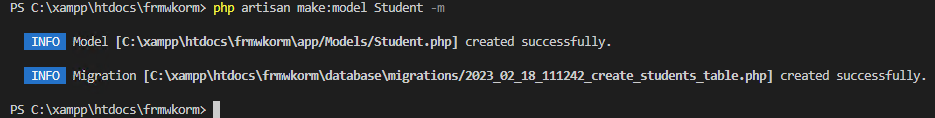 PS C:\xampp\htdocs\frmwkorm> php artisan make:model Student -m
INFO Model [C:\xampp\htdocs\frmwkorm\app/Models/Student.php] created successfully.
INFO Migration [C:\xampp\htdocs\frmwkorm\database\migrations/2023_02_18_111242_create_students_table.php] created successfully.
PS C:\xampp\htdocs\frmwkorm>